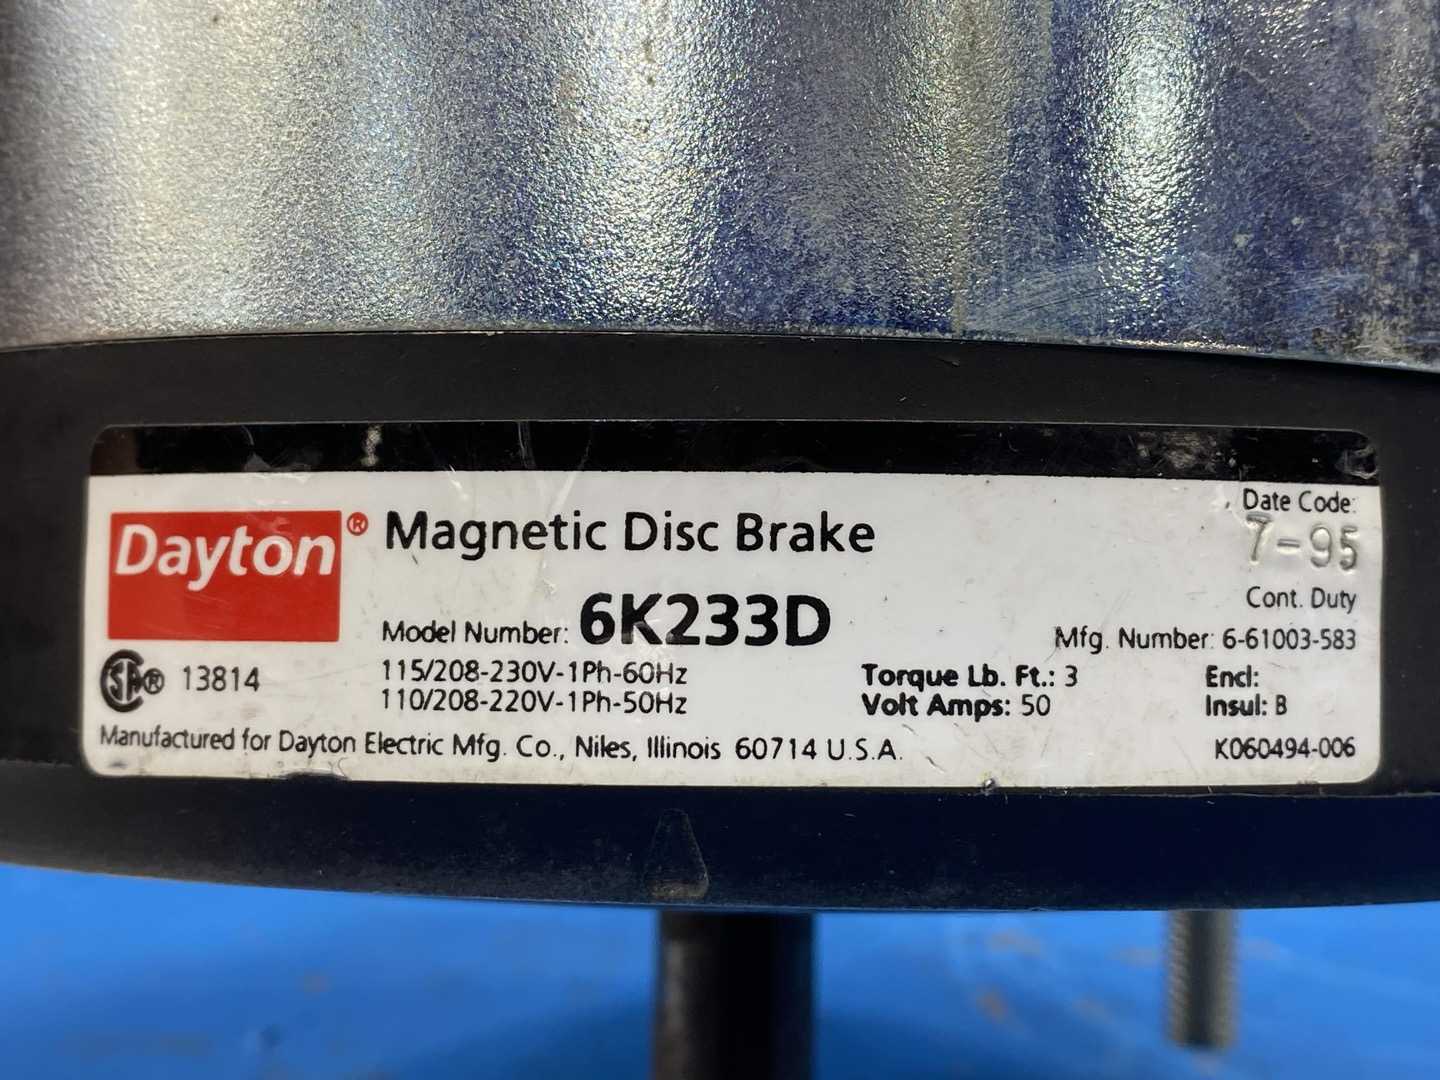 Dayton® Magnetic Disc Brake
Date Code:
7-95
Cont. Duty
Model Number: 6K233D
Mfg. Number: 6-61003-583
SA® 13814
115/208-230V-1Ph-60Hz
110/208-220V-1Ph-50Hz
Torque Lb. Ft.: 3
Volt Amps: 50
Encl:
Insul: B
Manufactured for Dayton Electric Mfg. Co., Niles, Illinois 60714 U.S.A.
K060494-006